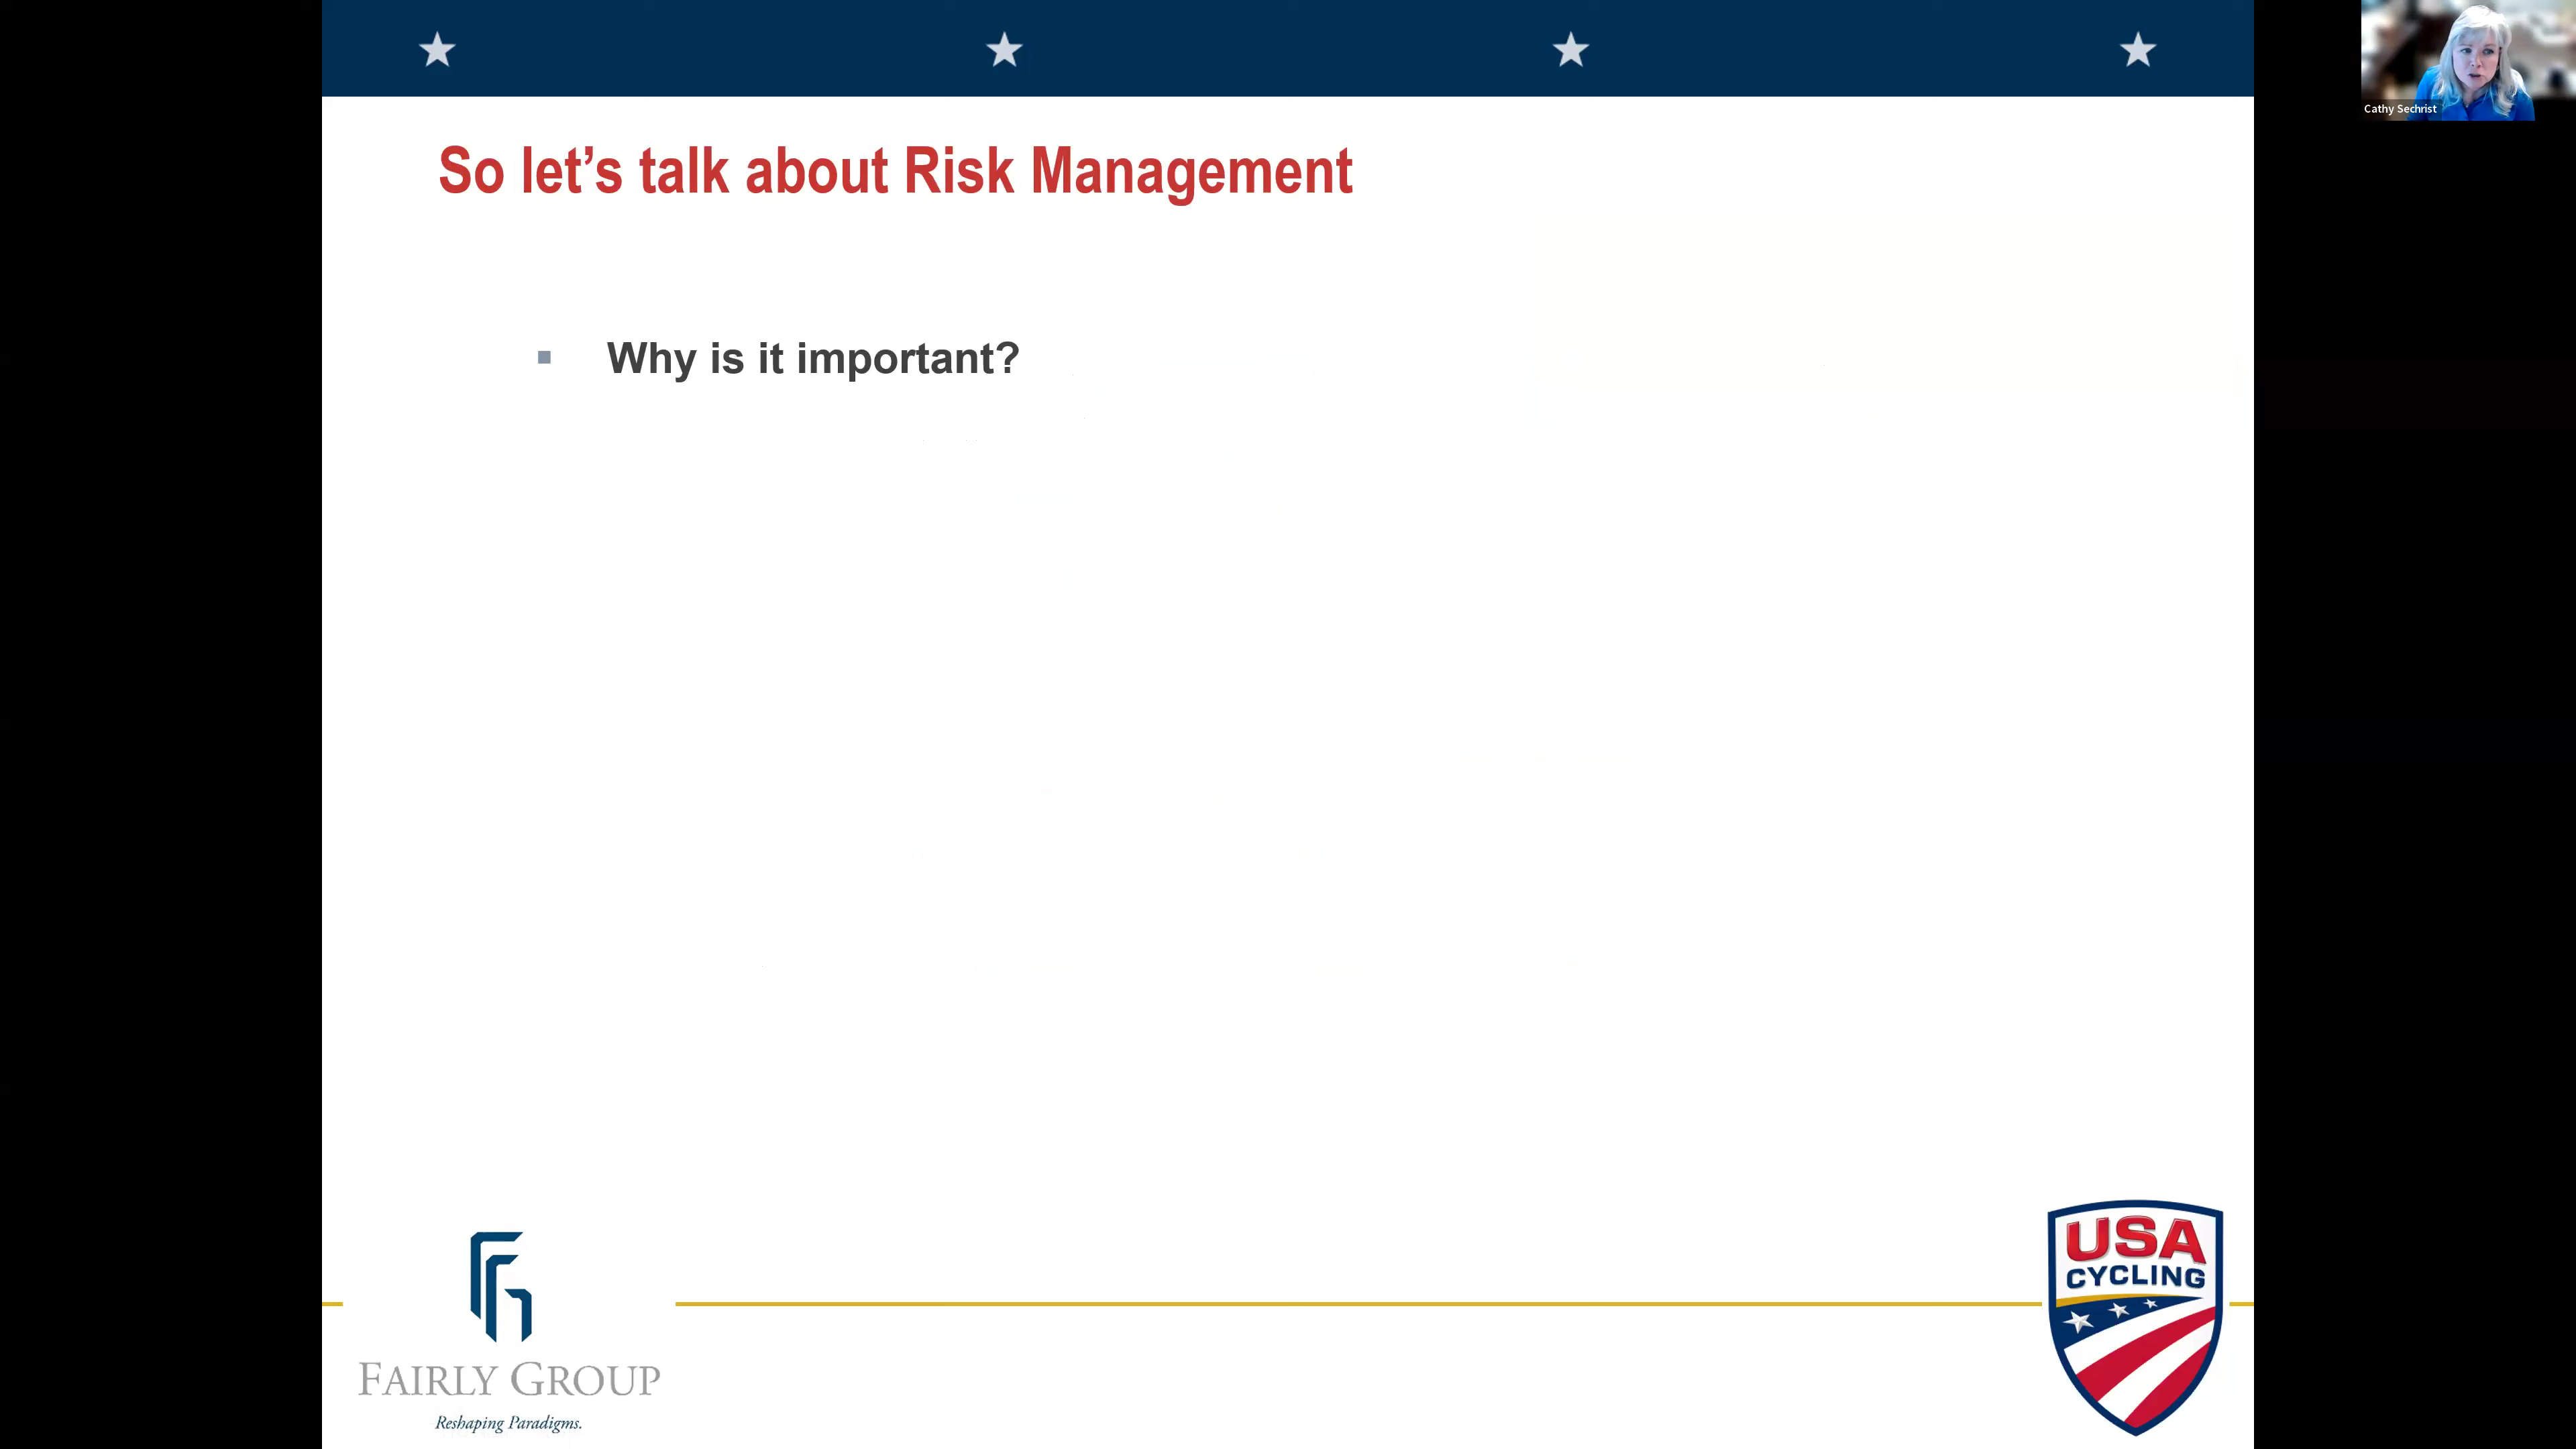 So let’s talk about Risk Management
Why is it important?
Cathy Sechrist
FAIRLY GROUP
Reshaping Paradigms.
USA
CYCLING